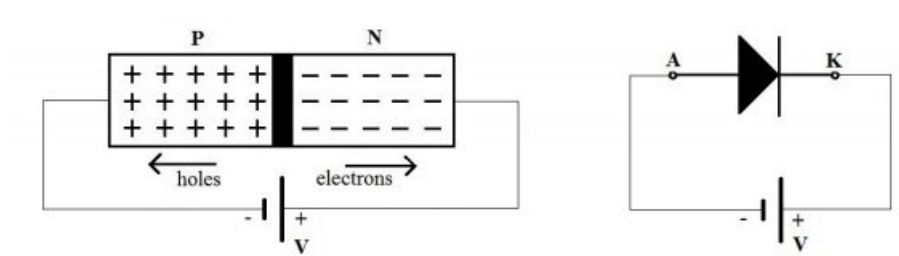 P N
+ + + + + − − − − −
+ + + + + − − − − −
+ + + + + − − − − −
holes electrons
- +
V
A K
- +
V